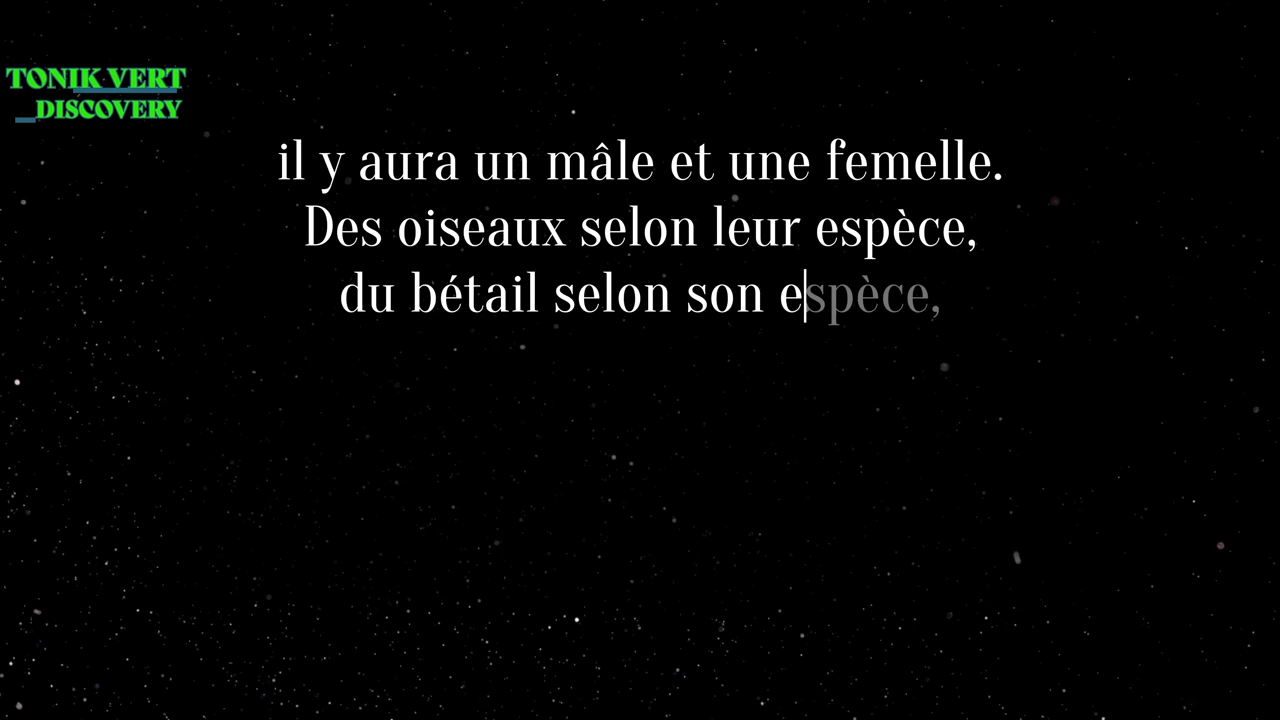 TONIK VERT
DISCOVERY
il y aura un mâle et une femelle.
Des oiseaux selon leur espèce,
du bétail selon son espèce,